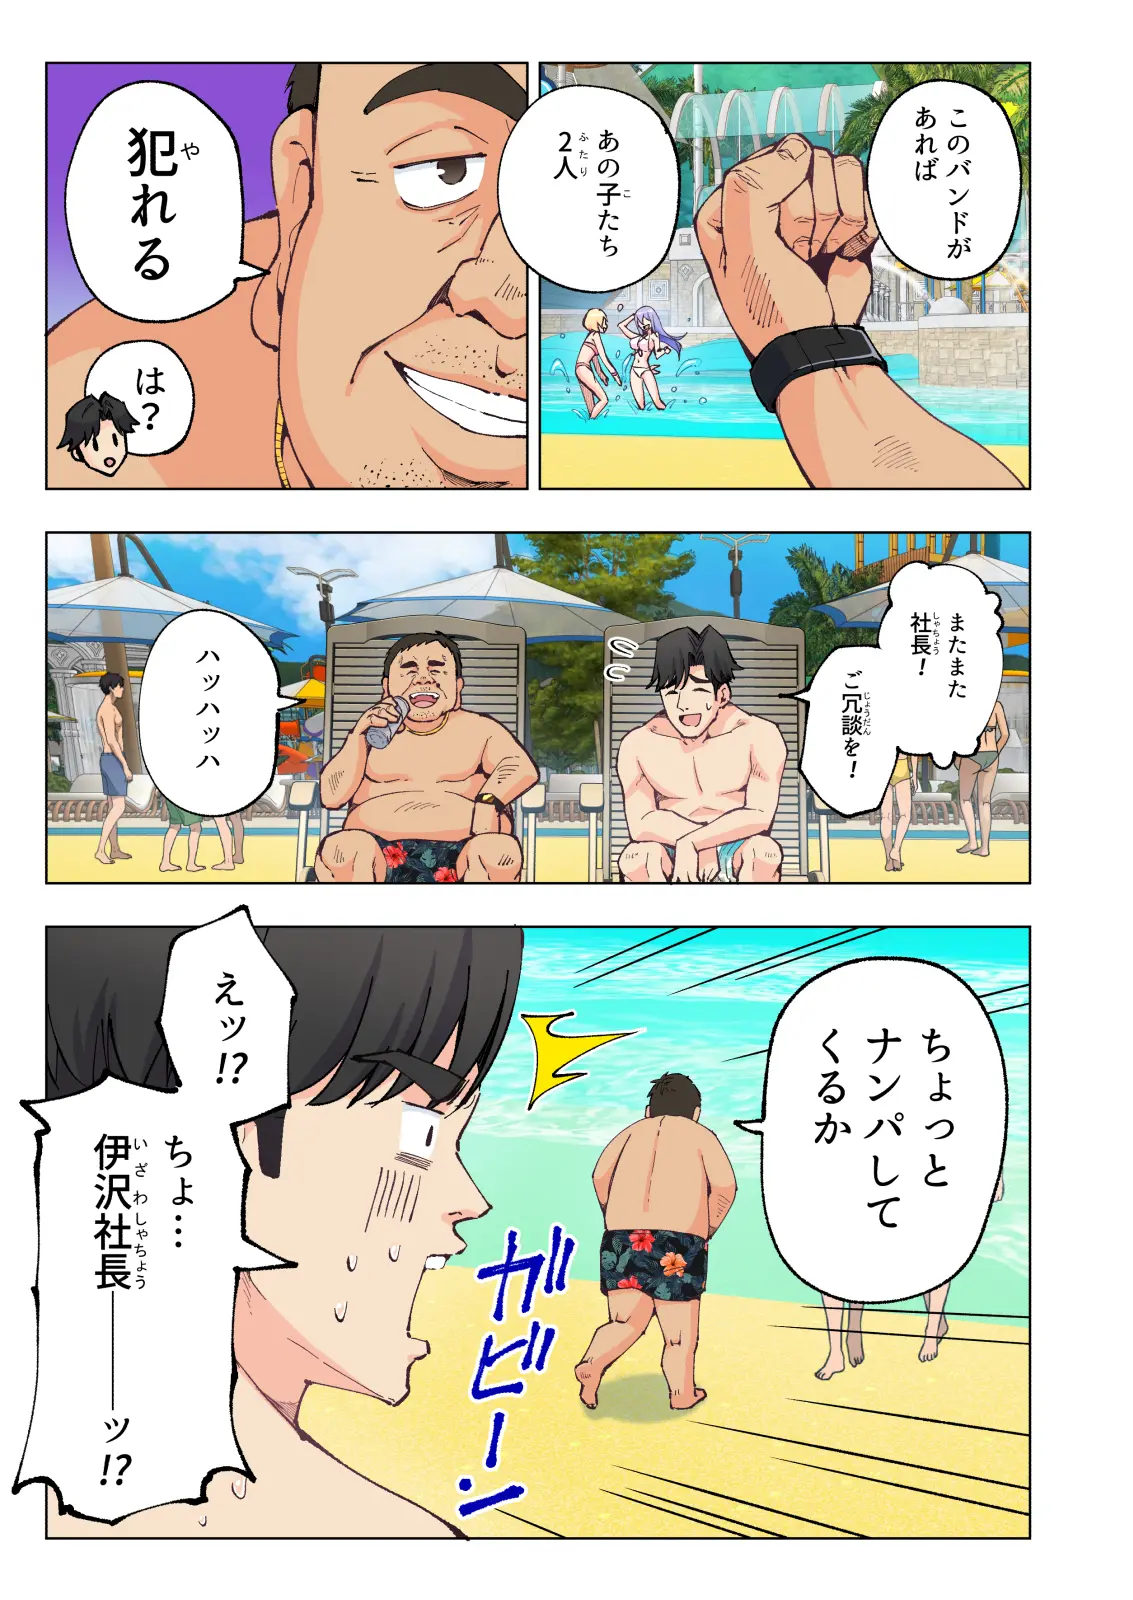 このバンドが
あれば
あの子たち
2人
犯れる
は？
またまた
社長！
ご冗談を！
ハッハッハ
ちょっと
ナンパして
くるか
えッ!?
ちょ…
伊沢社長――ッ!?
ガビーン